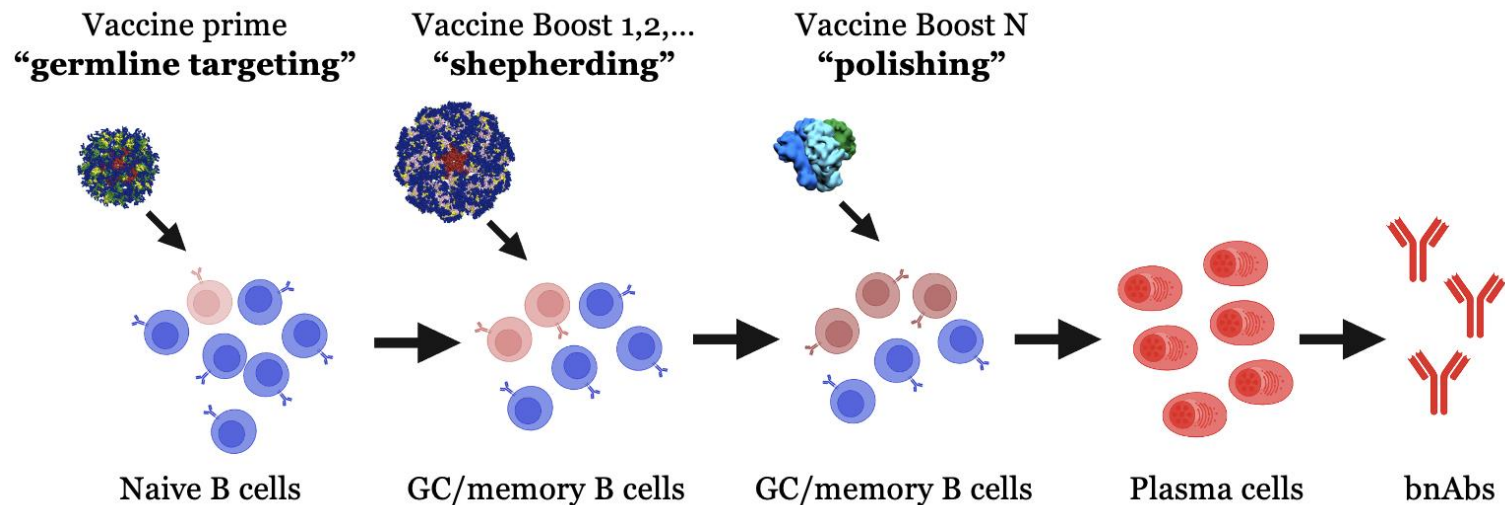 Vaccine prime
“germline targeting”
Vaccine Boost 1,2,...
“shepherding”
Vaccine Boost N
“polishing”
Naive B cells
GC/memory B cells
GC/memory B cells
Plasma cells
bnAbs